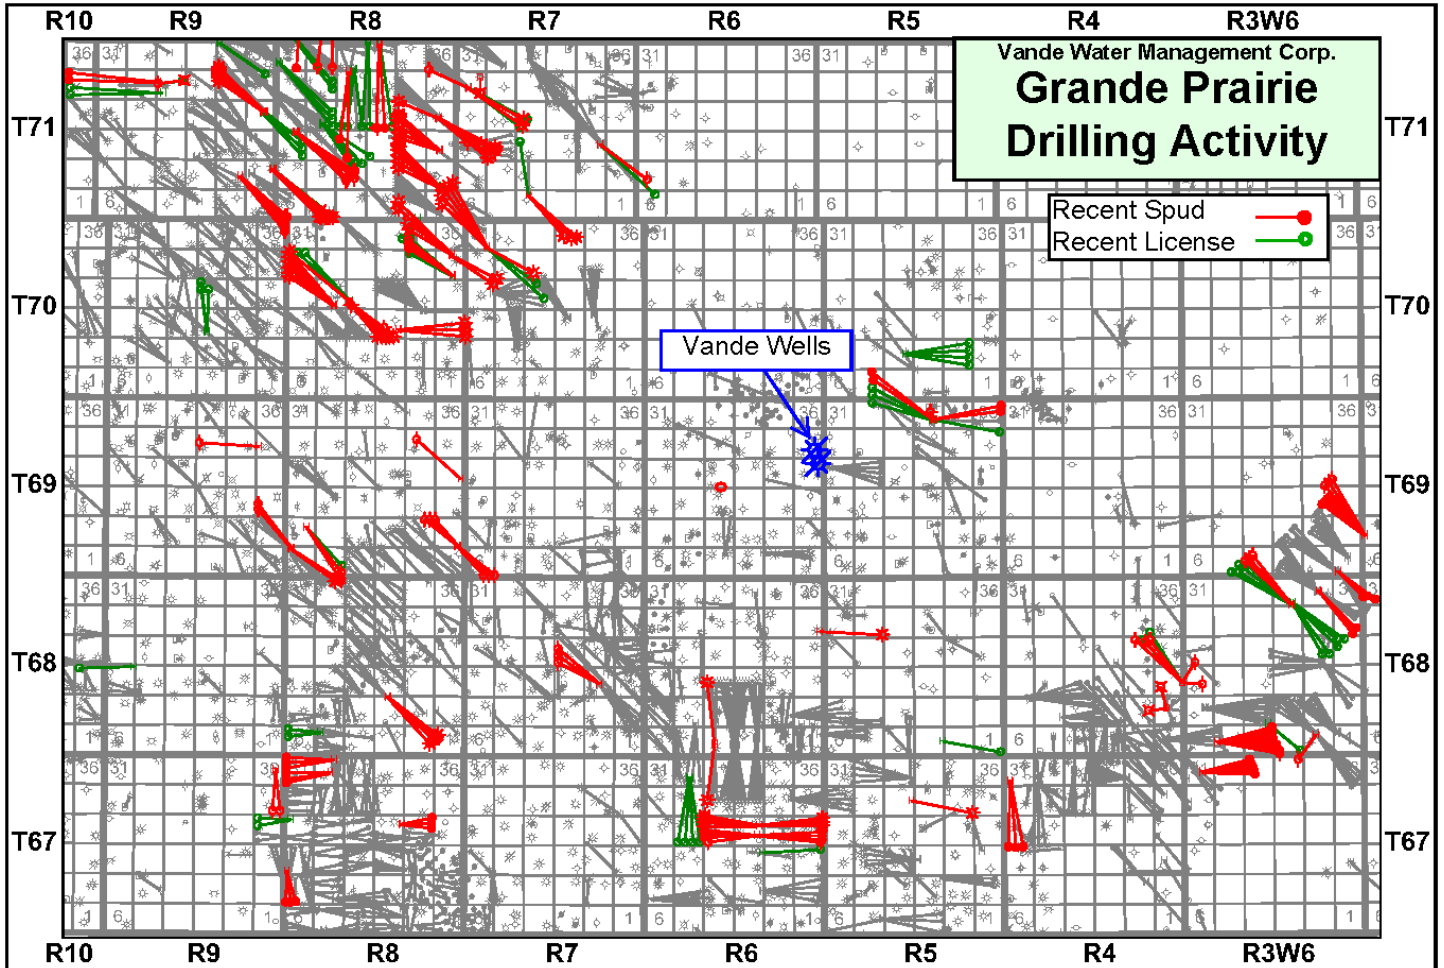 R10 R9 R8 R7 R6 R5 R4 R3W6
Vande Water Management Corp.
Grande Prairie
Drilling Activity
T71 T71
Recent Spud
Recent License
T70 T70
Vande Wells
T69 T69
T68 T68
T67 T67
R10 R9 R8 R7 R6 R5 R4 R3W6